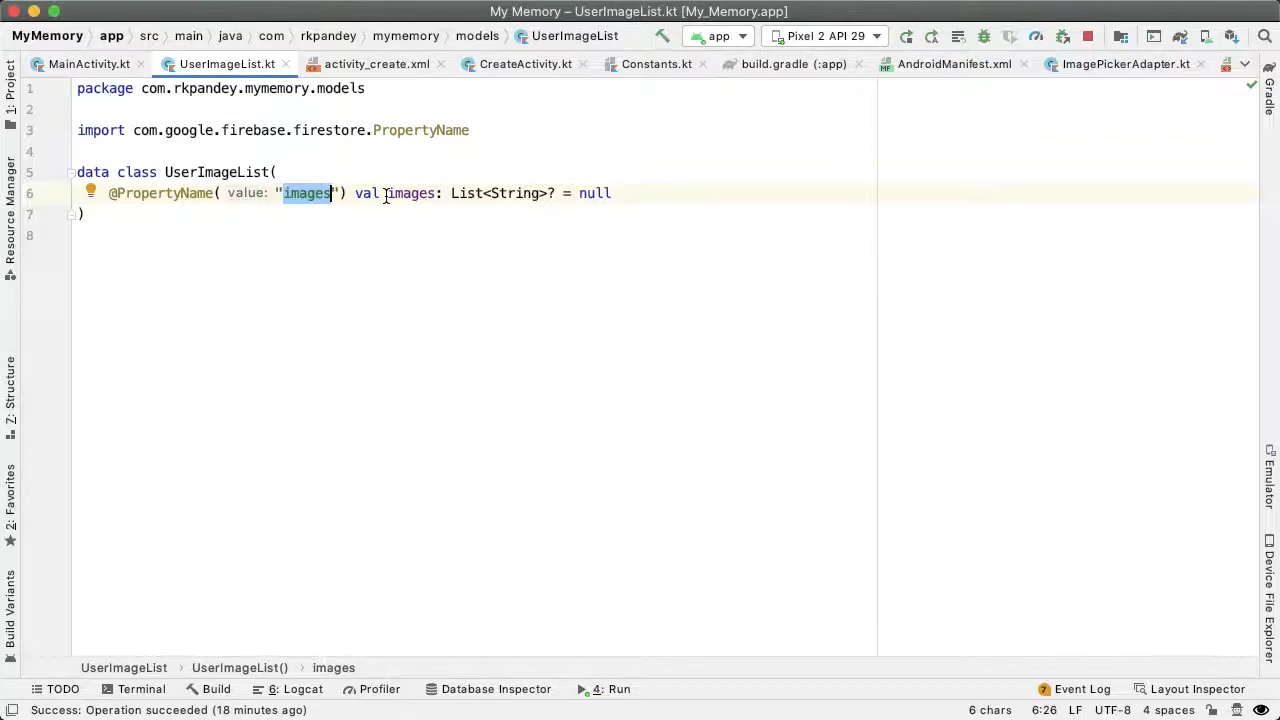 My Memory – UserImageList.kt [My_Memory.app]
MyMemory app src main java com rkpandey mymemory models UserImageList app Pixel 2 API 29
MainActivity.kt UserImageList.kt activity_create.xml CreateActivity.kt Constants.kt build.gradle (:app) AndroidManifest.xml ImagePickerAdapter.kt
1 package com.rkpandey.mymemory.models
2
3 import com.google.firebase.firestore.PropertyName
4
5 data class UserImageList(
6 @PropertyName( value: "images") val images: List<String>? = null
7 )
8
1: Project
Resource Manager
Z: Structure
2: Favorites
Build Variants
Gradle
Emulator
Device File Explorer
UserImageList UserImageList() images
TODO Terminal Build 6: Logcat Profiler Database Inspector 4: Run 7 Event Log Layout Inspector
Success: Operation succeeded (18 minutes ago) 6 chars 6:26 LF UTF-8 4 spaces